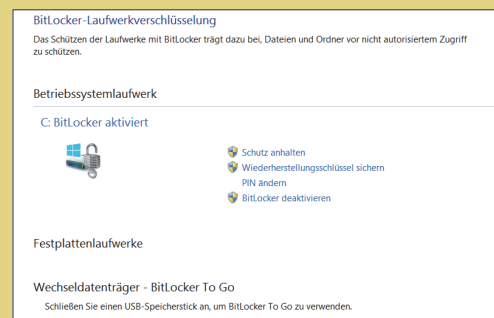 BitLocker-Laufwerkverschlüsselung
Das Schützen der Laufwerke mit BitLocker trägt dazu bei, Dateien und Ordner vor nicht autorisiertem Zugriff
zu schützen.
Betriebssystemlaufwerk
C: BitLocker aktiviert
Schutz anhalten
Wiederherstellungsschlüssel sichern
PIN ändern
BitLocker deaktivieren
Festplattenlaufwerke
Wechseldatenträger - BitLocker To Go
Schließen Sie einen USB-Speicherstick an, um BitLocker To Go zu verwenden.